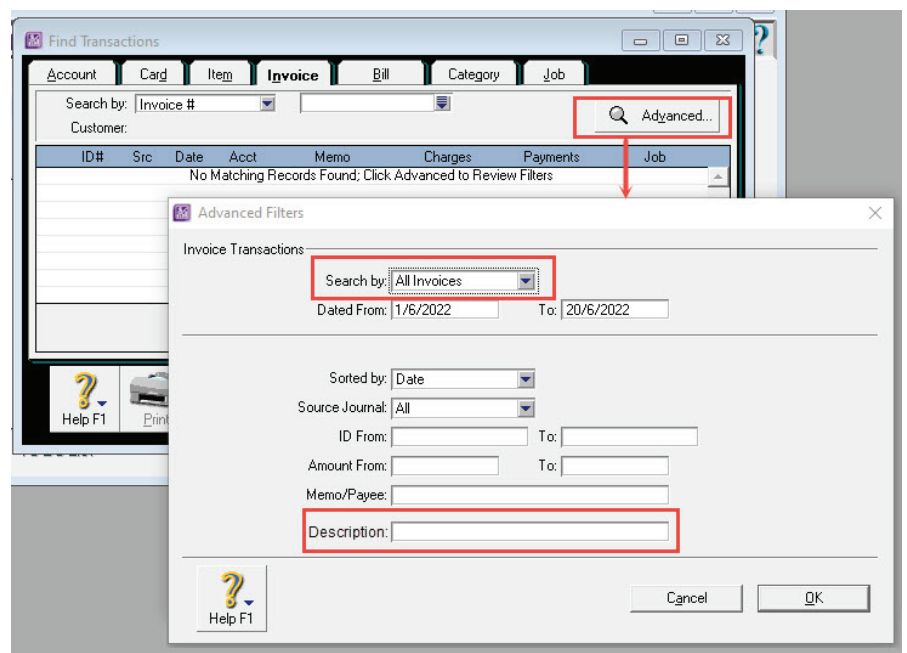 Find Transactions
Account Card Item Invoice Bill Category Job
Search by: Invoice # Advanced...
Customer:
ID# Src Date Acct Memo Charges Payments Job
No Matching Records Found; Click Advanced to Review Filters
Advanced Filters
Invoice Transactions
Search by: All Invoices
Dated From: 1/6/2022 To: 20/6/2022
Sorted by: Date
Source Journal: All
ID From: To:
Amount From: To:
Memo/Payee:
Description:
Help F1 Print
Help F1 Cancel OK